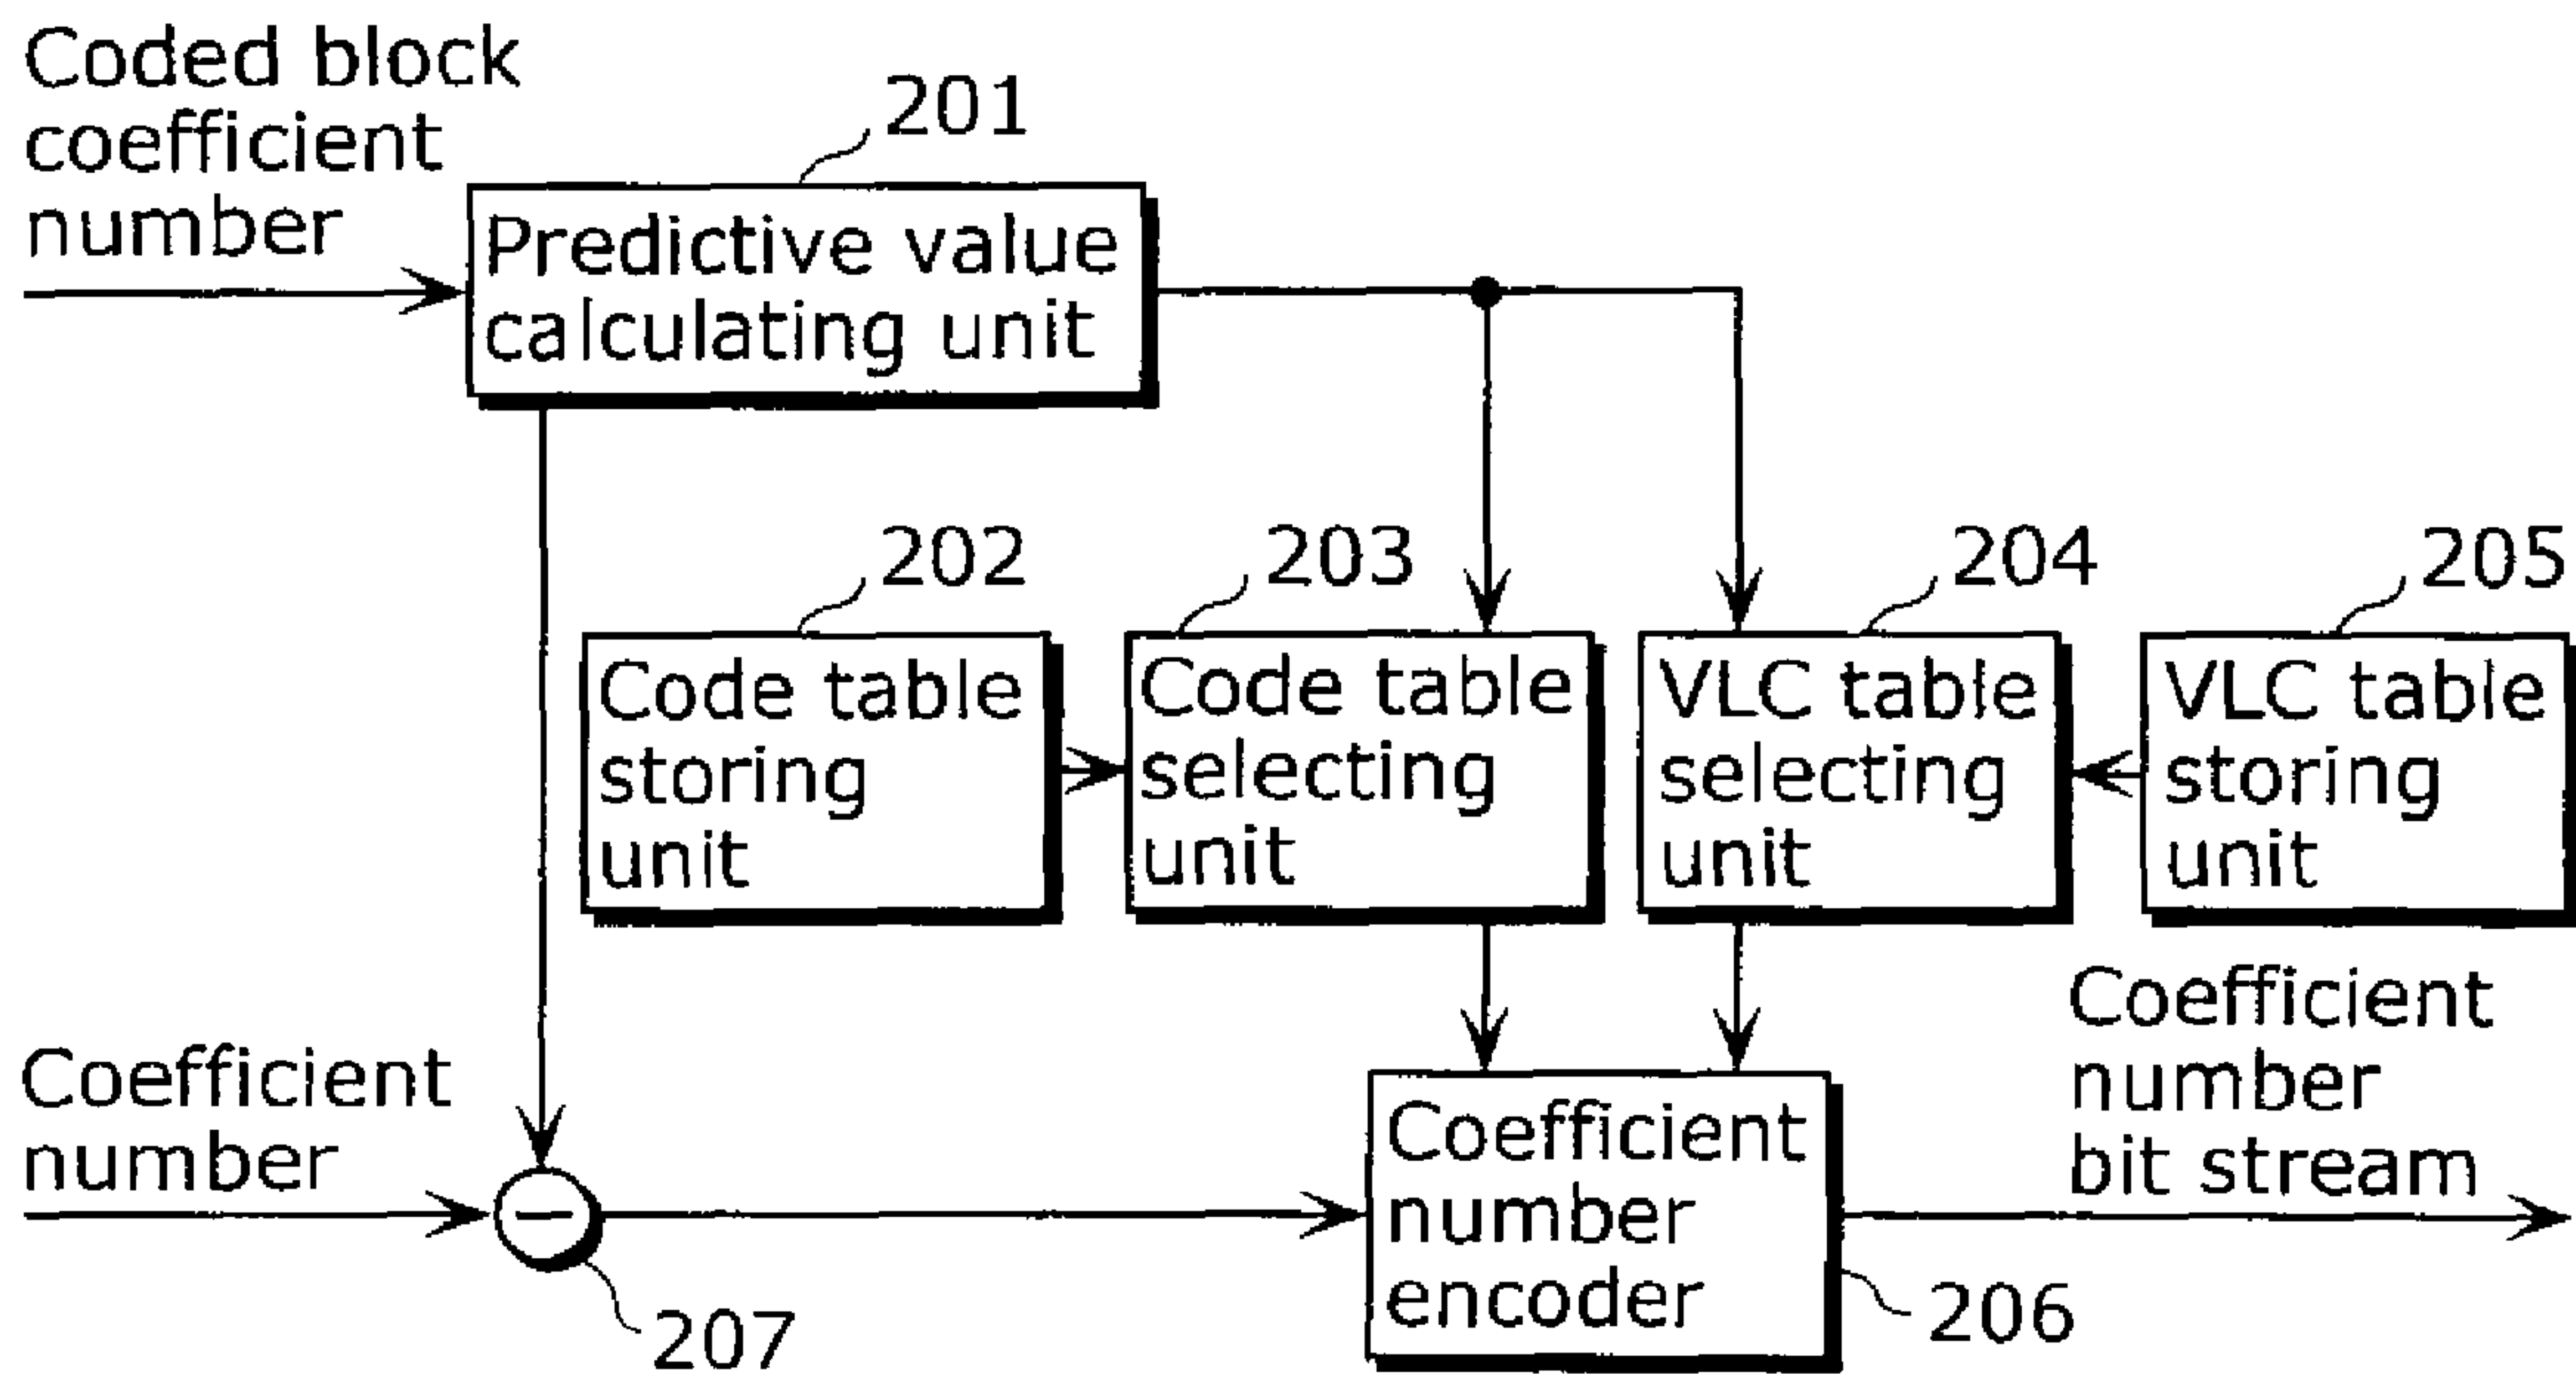 Coded block
coefficient
number
201
Predictive value
calculating unit
202
203
204
205
Code table
storing
unit
Code table
selecting
unit
VLC table
selecting
unit
VLC table
storing
unit
Coefficient
number
Coefficient
number
encoder
Coefficient
number
bit stream
206
207